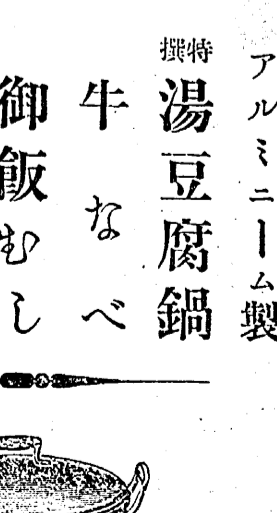 アルミニーム製
特撰
湯豆腐鍋
牛なべ
御飯むし